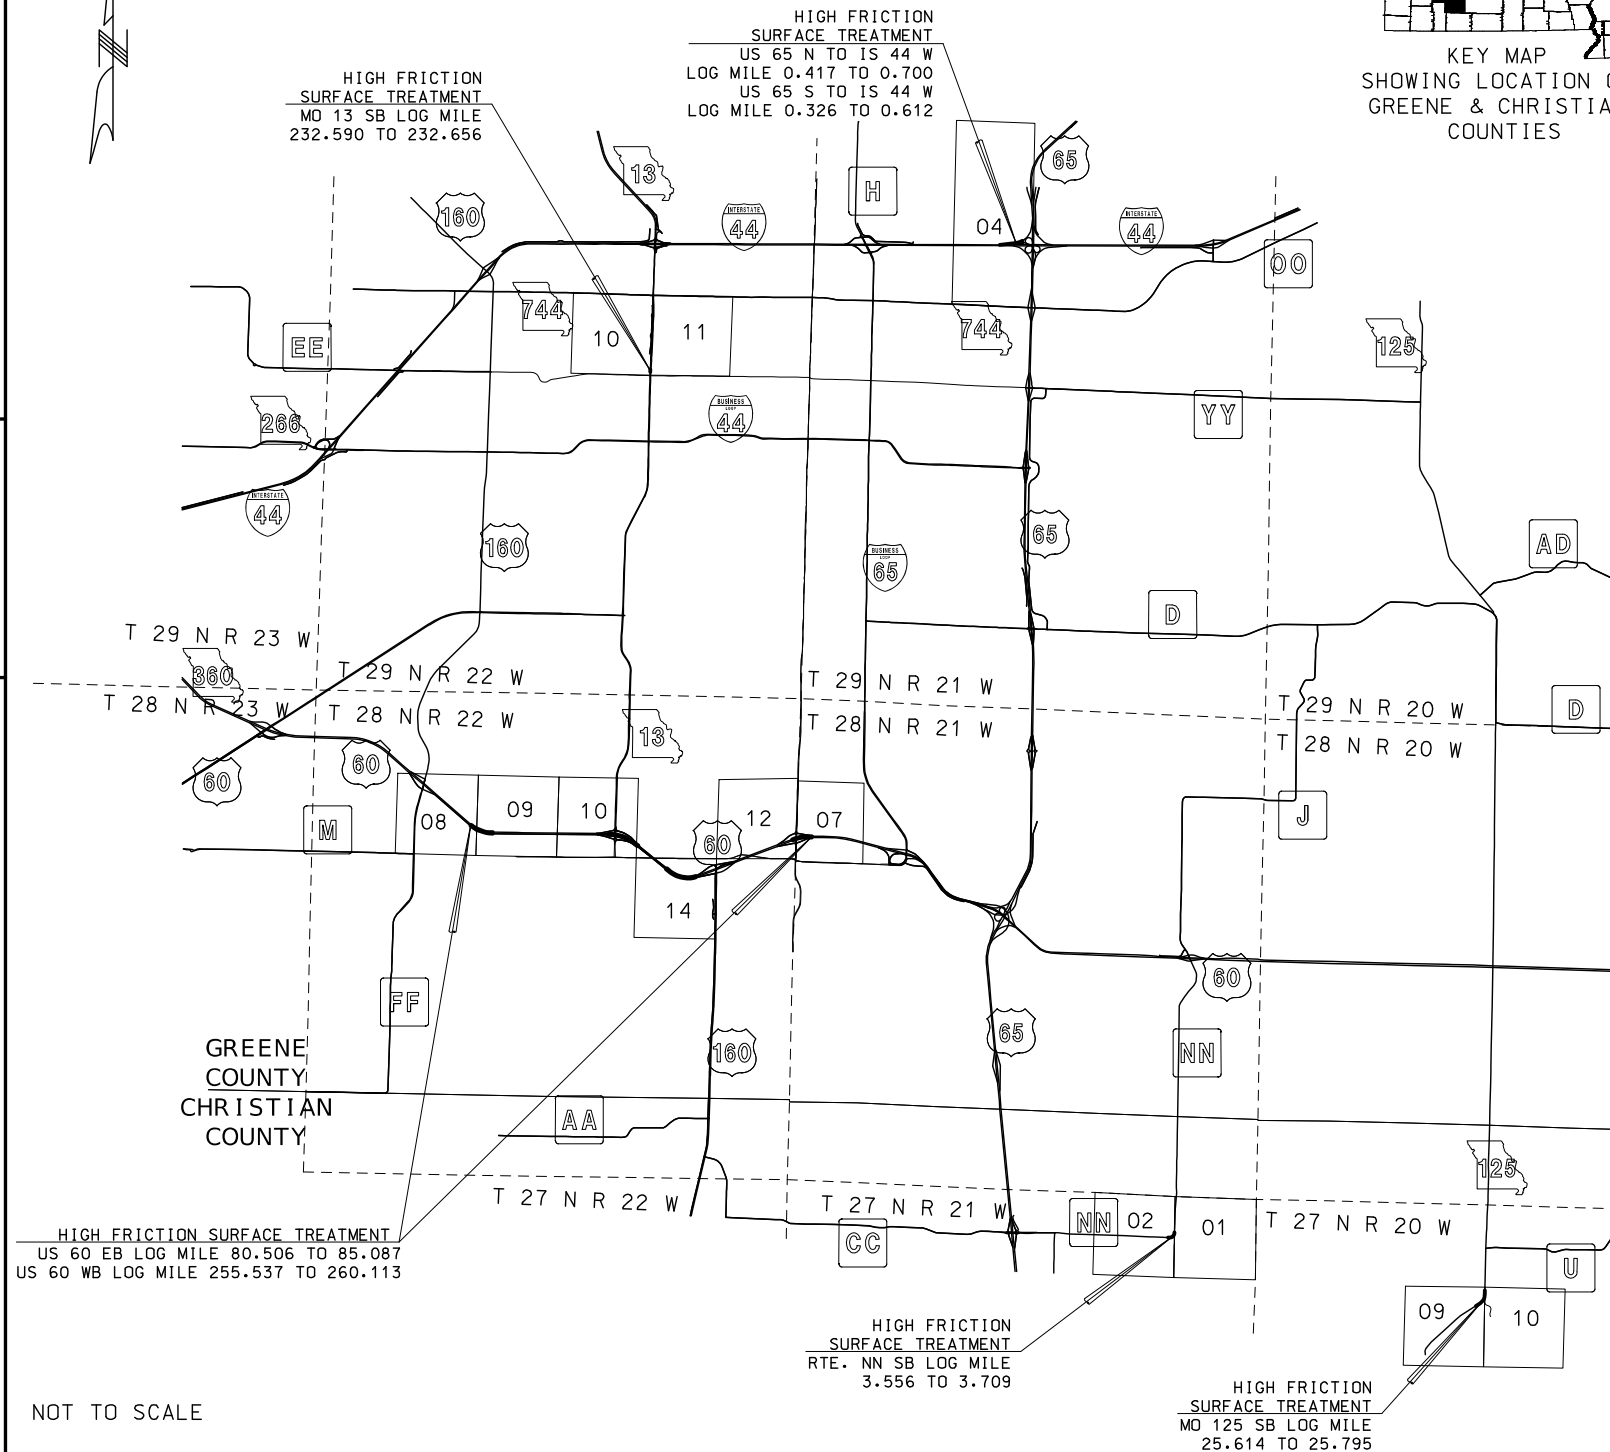 HIGH FRICTION
SURFACE TREATMENT
US 65 N TO IS 44 W
LOG MILE 0.417 TO 0.700
US 65 S TO IS 44 W
LOG MILE 0.326 TO 0.612
KEY MAP
SHOWING LOCATION
GREENE & CHRISTIA
COUNTIES
HIGH FRICTION
SURFACE TREATMENT
MO 13 SB LOG MILE
232.590 TO 232.656
N
13
65
H
160
INTERSTATE
44
04
INTERSTATE
44
OO
744
744
10
11
125
EE
266
BUSINESS
LOOP
44
YY
INTERSTATE
44
160
65
AD
BUSINESS
LOOP
65
D
T 29 N R 23 W
360
T 29 N R 22 W
T 29 N R 21 W
T 29 N R 20 W
D
T 28 N R 23 W
T 28 N R 22 W
T 28 N R 21 W
T 28 N R 20 W
13
60
60
M
08
09
10
12
60
07
J
14
60
FF
65
160
NN
GREENE
COUNTY
CHRISTIAN
COUNTY
AA
125
T 27 N R 22 W
T 27 N R 21 W
NN
02
01
T 27 N R 20 W
CC
U
HIGH FRICTION SURFACE TREATMENT
US 60 EB LOG MILE 80.506 TO 85.087
US 60 WB LOG MILE 255.537 TO 260.113
09
10
HIGH FRICTION
SURFACE TREATMENT
RTE. NN SB LOG MILE
3.556 TO 3.709
HIGH FRICTION
SURFACE TREATMENT
MO 125 SB LOG MILE
25.614 TO 25.795
NOT TO SCALE